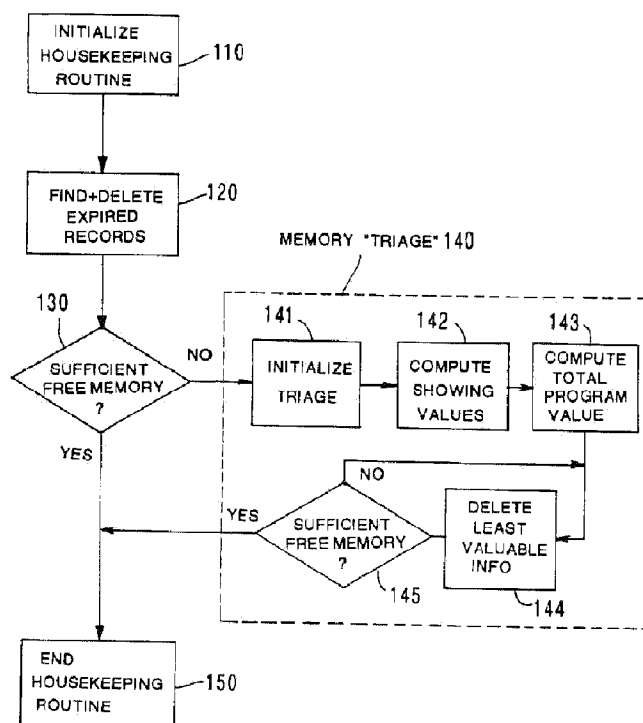 INITIALIZE
HOUSEKEEPING
ROUTINE
110
FIND+DELETE
EXPIRED
RECORDS
120
MEMORY "TRIAGE" 140
130
SUFFICIENT
FREE MEMORY
?
NO
YES
141
INITIALIZE
TRIAGE
142
COMPUTE
SHOWING
VALUES
143
COMPUTE
TOTAL
PROGRAM
VALUE
NO
YES
SUFFICIENT
FREE MEMORY
?
145
DELETE
LEAST
VALUABLE
INFO
144
END
HOUSEKEEPING
ROUTINE
150